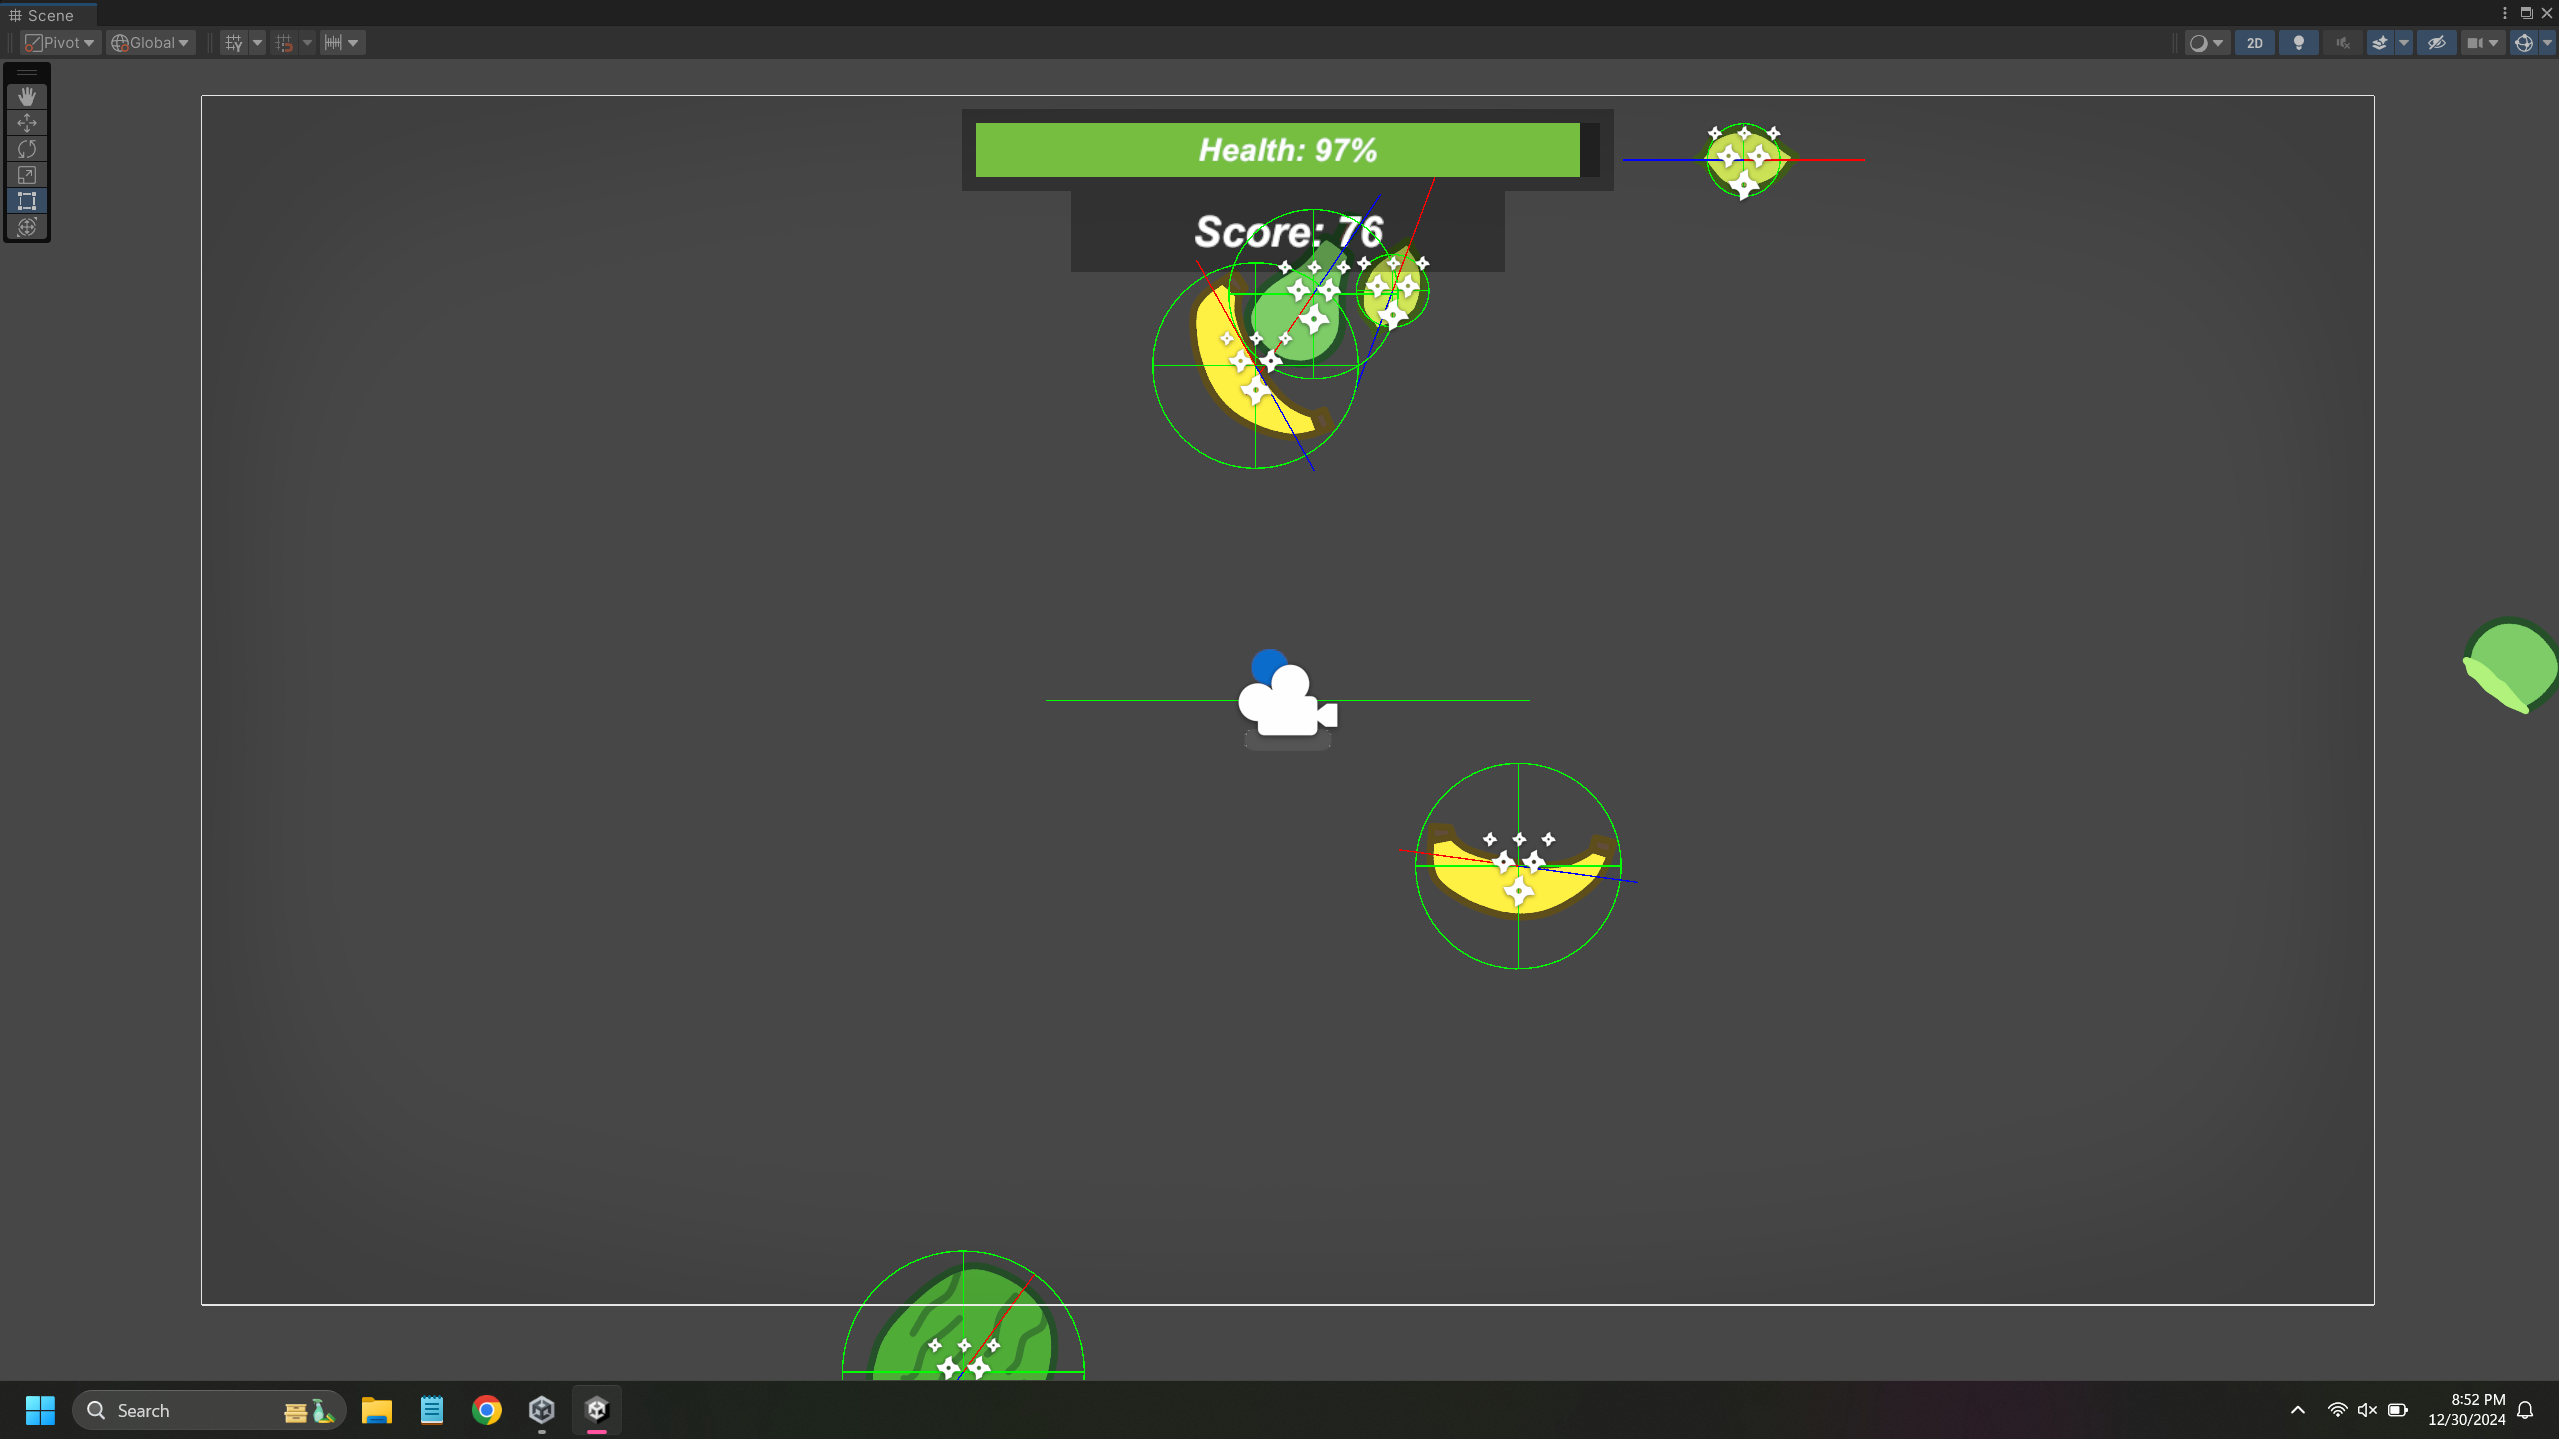 Scene
Pivot
Global
2D
Health: 97%
Score: 76
Search
8:52 PM
12/30/2024